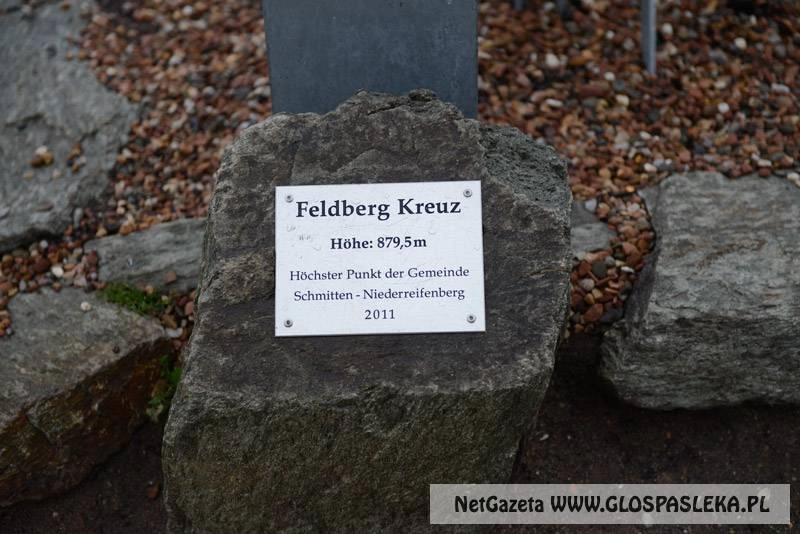 Feldberg Kreuz
Höhe: 879,5m
Höchster Punkt der Gemeinde
Schmitten - Niederreifenberg
2011
NetGazeta WWW.GLOSPASLEKA.PL